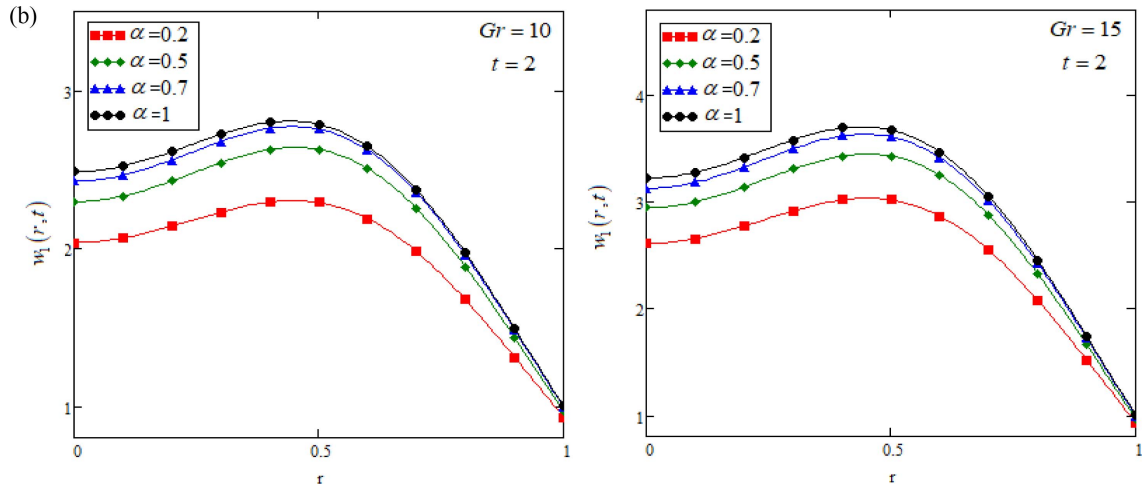 (b)
α=0.2
α=0.5
α=0.7
α=1
Gr = 10
t = 2
3
2
1
w₁(r,t)
0
0.5
1
r
α=0.2
α=0.5
α=0.7
α=1
Gr = 15
t = 2
4
3
2
1
w₁(r,t)
0
0.5
1
r